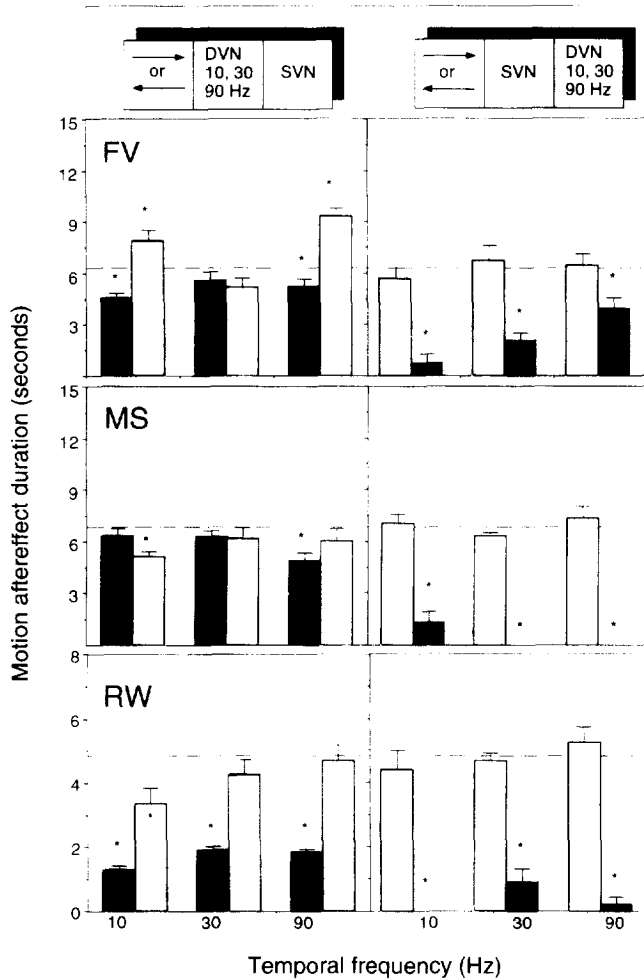 DVN
or 10, 30 SVN
90 Hz
DVN
or SVN 10, 30
90 Hz
15
FV
12
9
6
3
15
MS
12
9
6
3
8
RW
6
4
2
0
10 30 90 10 30 90
Motion aftereffect duration (seconds)
Temporal frequency (Hz)